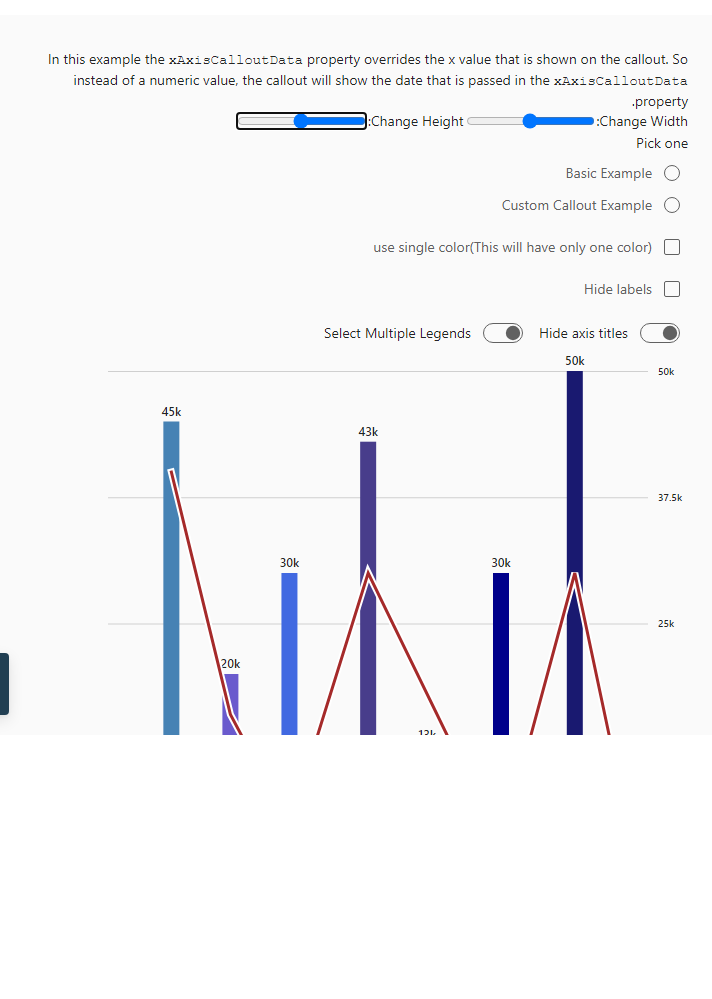 In this example the xAxisCalloutData property overrides the x value that is shown on the callout. So
instead of a numeric value, the callout will show the date that is passed in the xAxisCalloutData
.property
:Change Height :Change Width
Pick one
Basic Example
Custom Callout Example
use single color(This will have only one color)
Hide labels
Select Multiple Legends Hide axis titles
50k
50k
45k
43k
37.5k
30k
30k
25k
20k
13k